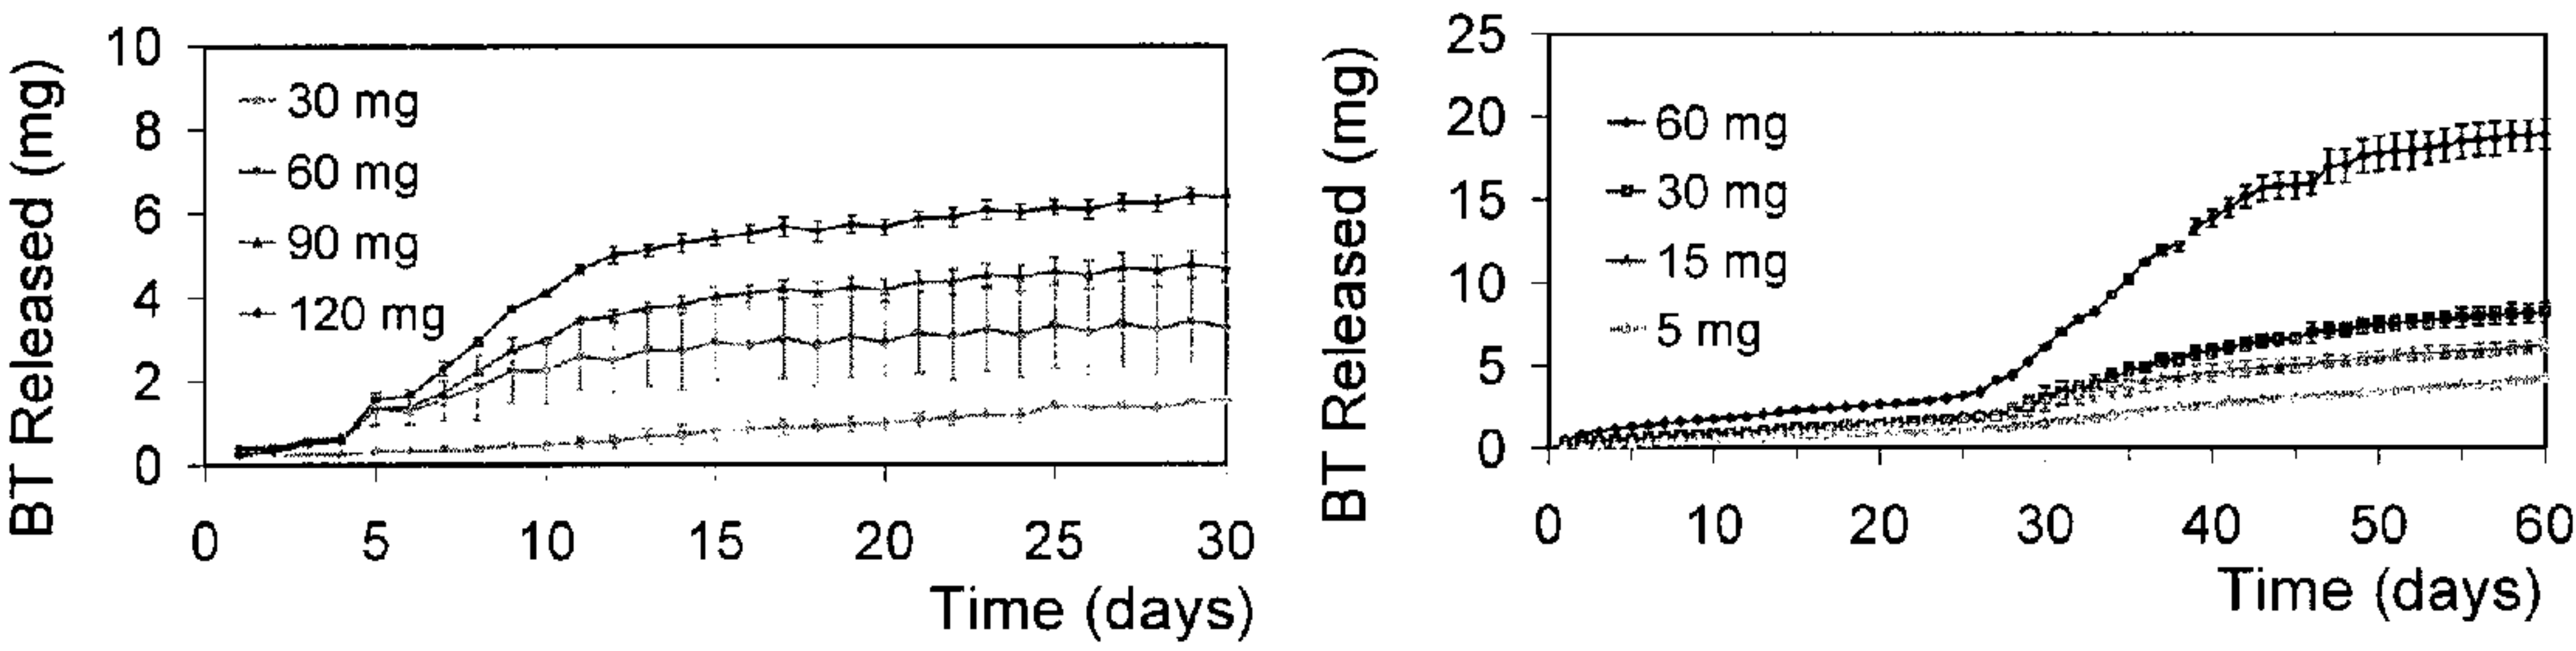 BT Released (mg)
10
8
6
4
2
0
30 mg
60 mg
90 mg
120 mg
0 5 10 15 20 25 30
Time (days)
BT Released (mg)
25
20
15
10
5
0
60 mg
30 mg
15 mg
5 mg
0 10 20 30 40 50 60
Time (days)